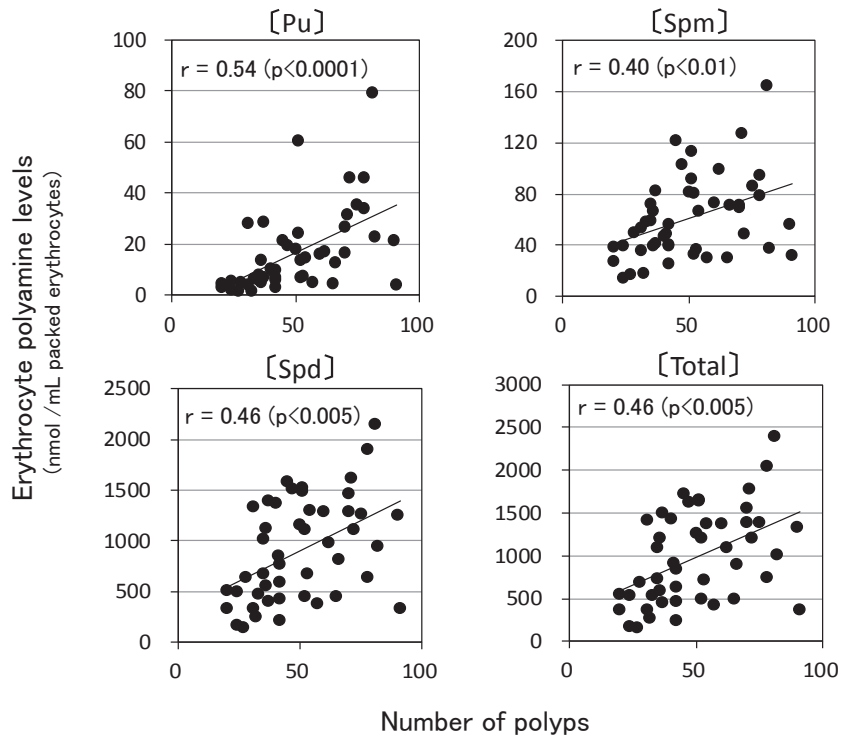 〔Pu〕
100
80
60
40
20
0
r = 0.54 (p<0.0001)
0 50 100
〔Spm〕
200
160
120
80
40
0
r = 0.40 (p<0.01)
0 50 100
〔Spd〕
2500
2000
1500
1000
500
0
r = 0.46 (p<0.005)
0 50 100
〔Total〕
3000
2500
2000
1500
1000
500
0
r = 0.46 (p<0.005)
0 50 100
Erythrocyte polyamine levels
(nmol /mL packed erythrocytes)
Number of polyps